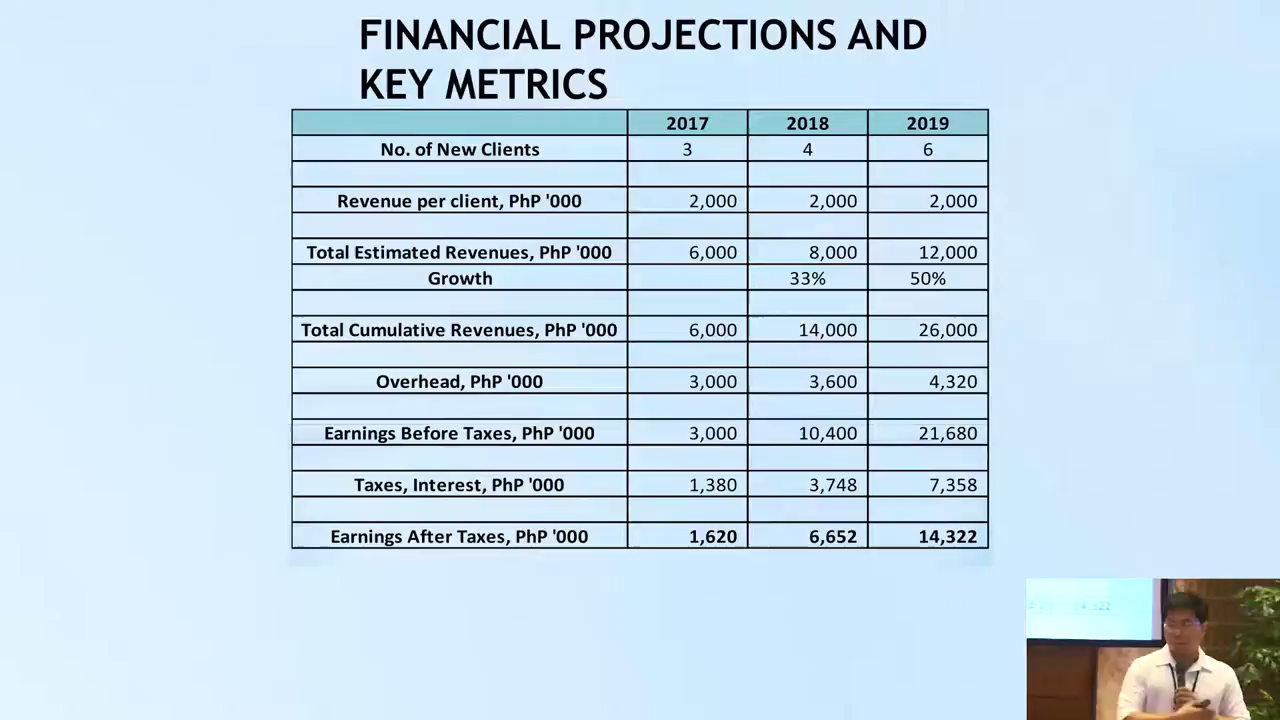 FINANCIAL PROJECTIONS AND
KEY METRICS
2017 2018 2019
No. of New Clients 3 4 6
Revenue per client, PhP '000 2,000 2,000 2,000
Total Estimated Revenues, PhP '000 6,000 8,000 12,000
Growth 33% 50%
Total Cumulative Revenues, PhP '000 6,000 14,000 26,000
Overhead, PhP '000 3,000 3,600 4,320
Earnings Before Taxes, PhP '000 3,000 10,400 21,680
Taxes, Interest, PhP '000 1,380 3,748 7,358
Earnings After Taxes, PhP '000 1,620 6,652 14,322